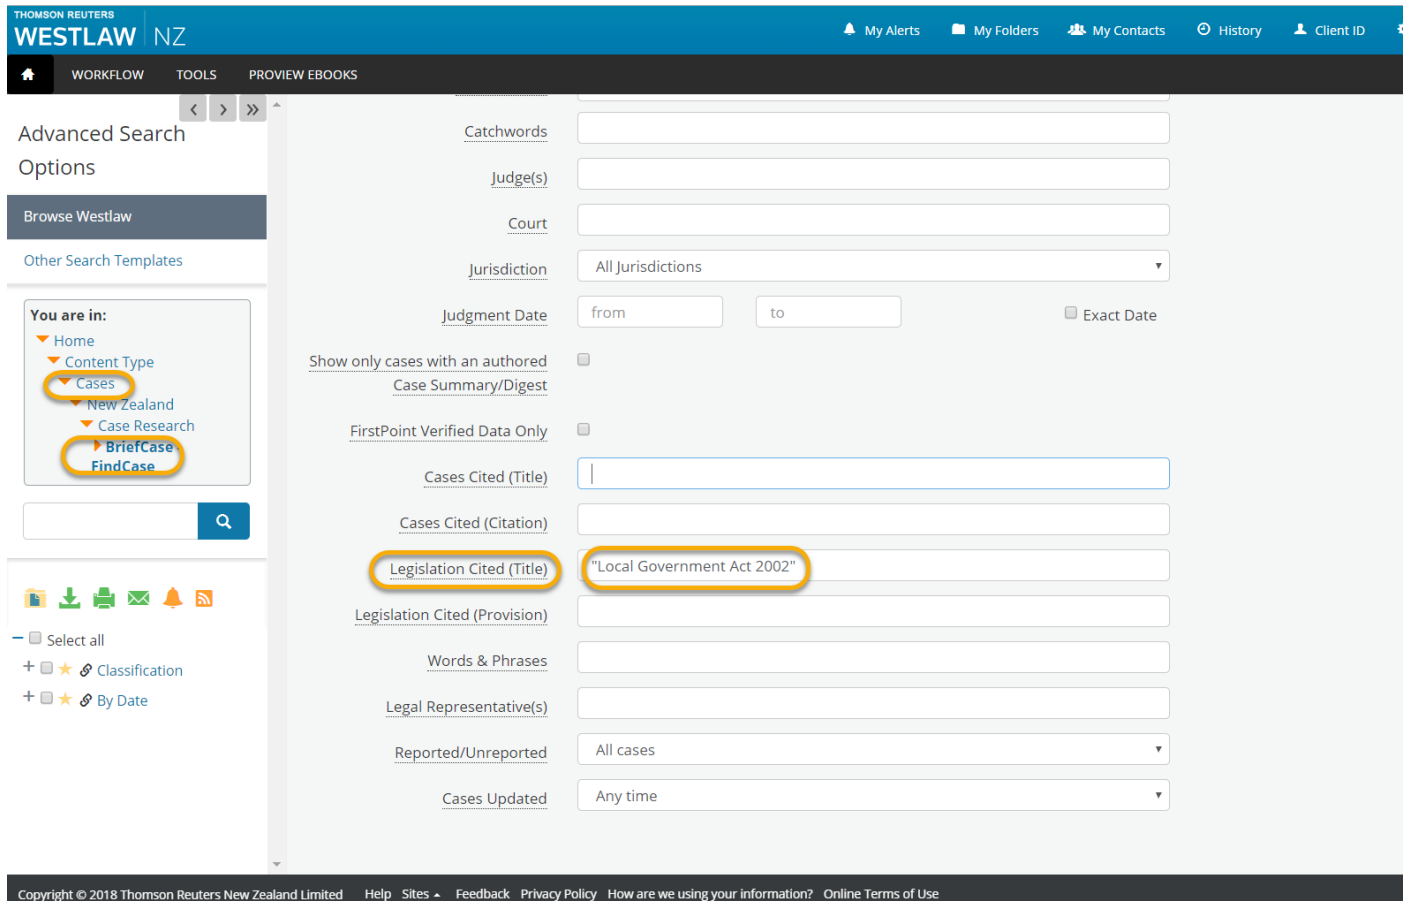 THOMSON REUTERS
WESTLAW NZ
My Alerts
My Folders
My Contacts
History
Client ID
WORKFLOW
TOOLS
PROVIEW EBOOKS
Advanced Search
Options
Browse Westlaw
Other Search Templates
You are in:
Home
Content Type
Cases
New Zealand
Case Research
BriefCase
FindCase
Select all
Classification
By Date
Catchwords
Judge(s)
Court
Jurisdiction
All Jurisdictions
Judgment Date
from
to
Exact Date
Show only cases with an authored
Case Summary/Digest
FirstPoint Verified Data Only
Cases Cited (Title)
Cases Cited (Citation)
Legislation Cited (Title)
"Local Government Act 2002"
Legislation Cited (Provision)
Words & Phrases
Legal Representative(s)
Reported/Unreported
All cases
Cases Updated
Any time
Copyright © 2018 Thomson Reuters New Zealand Limited
Help
Sites
Feedback
Privacy Policy
How are we using your information?
Online Terms of Use